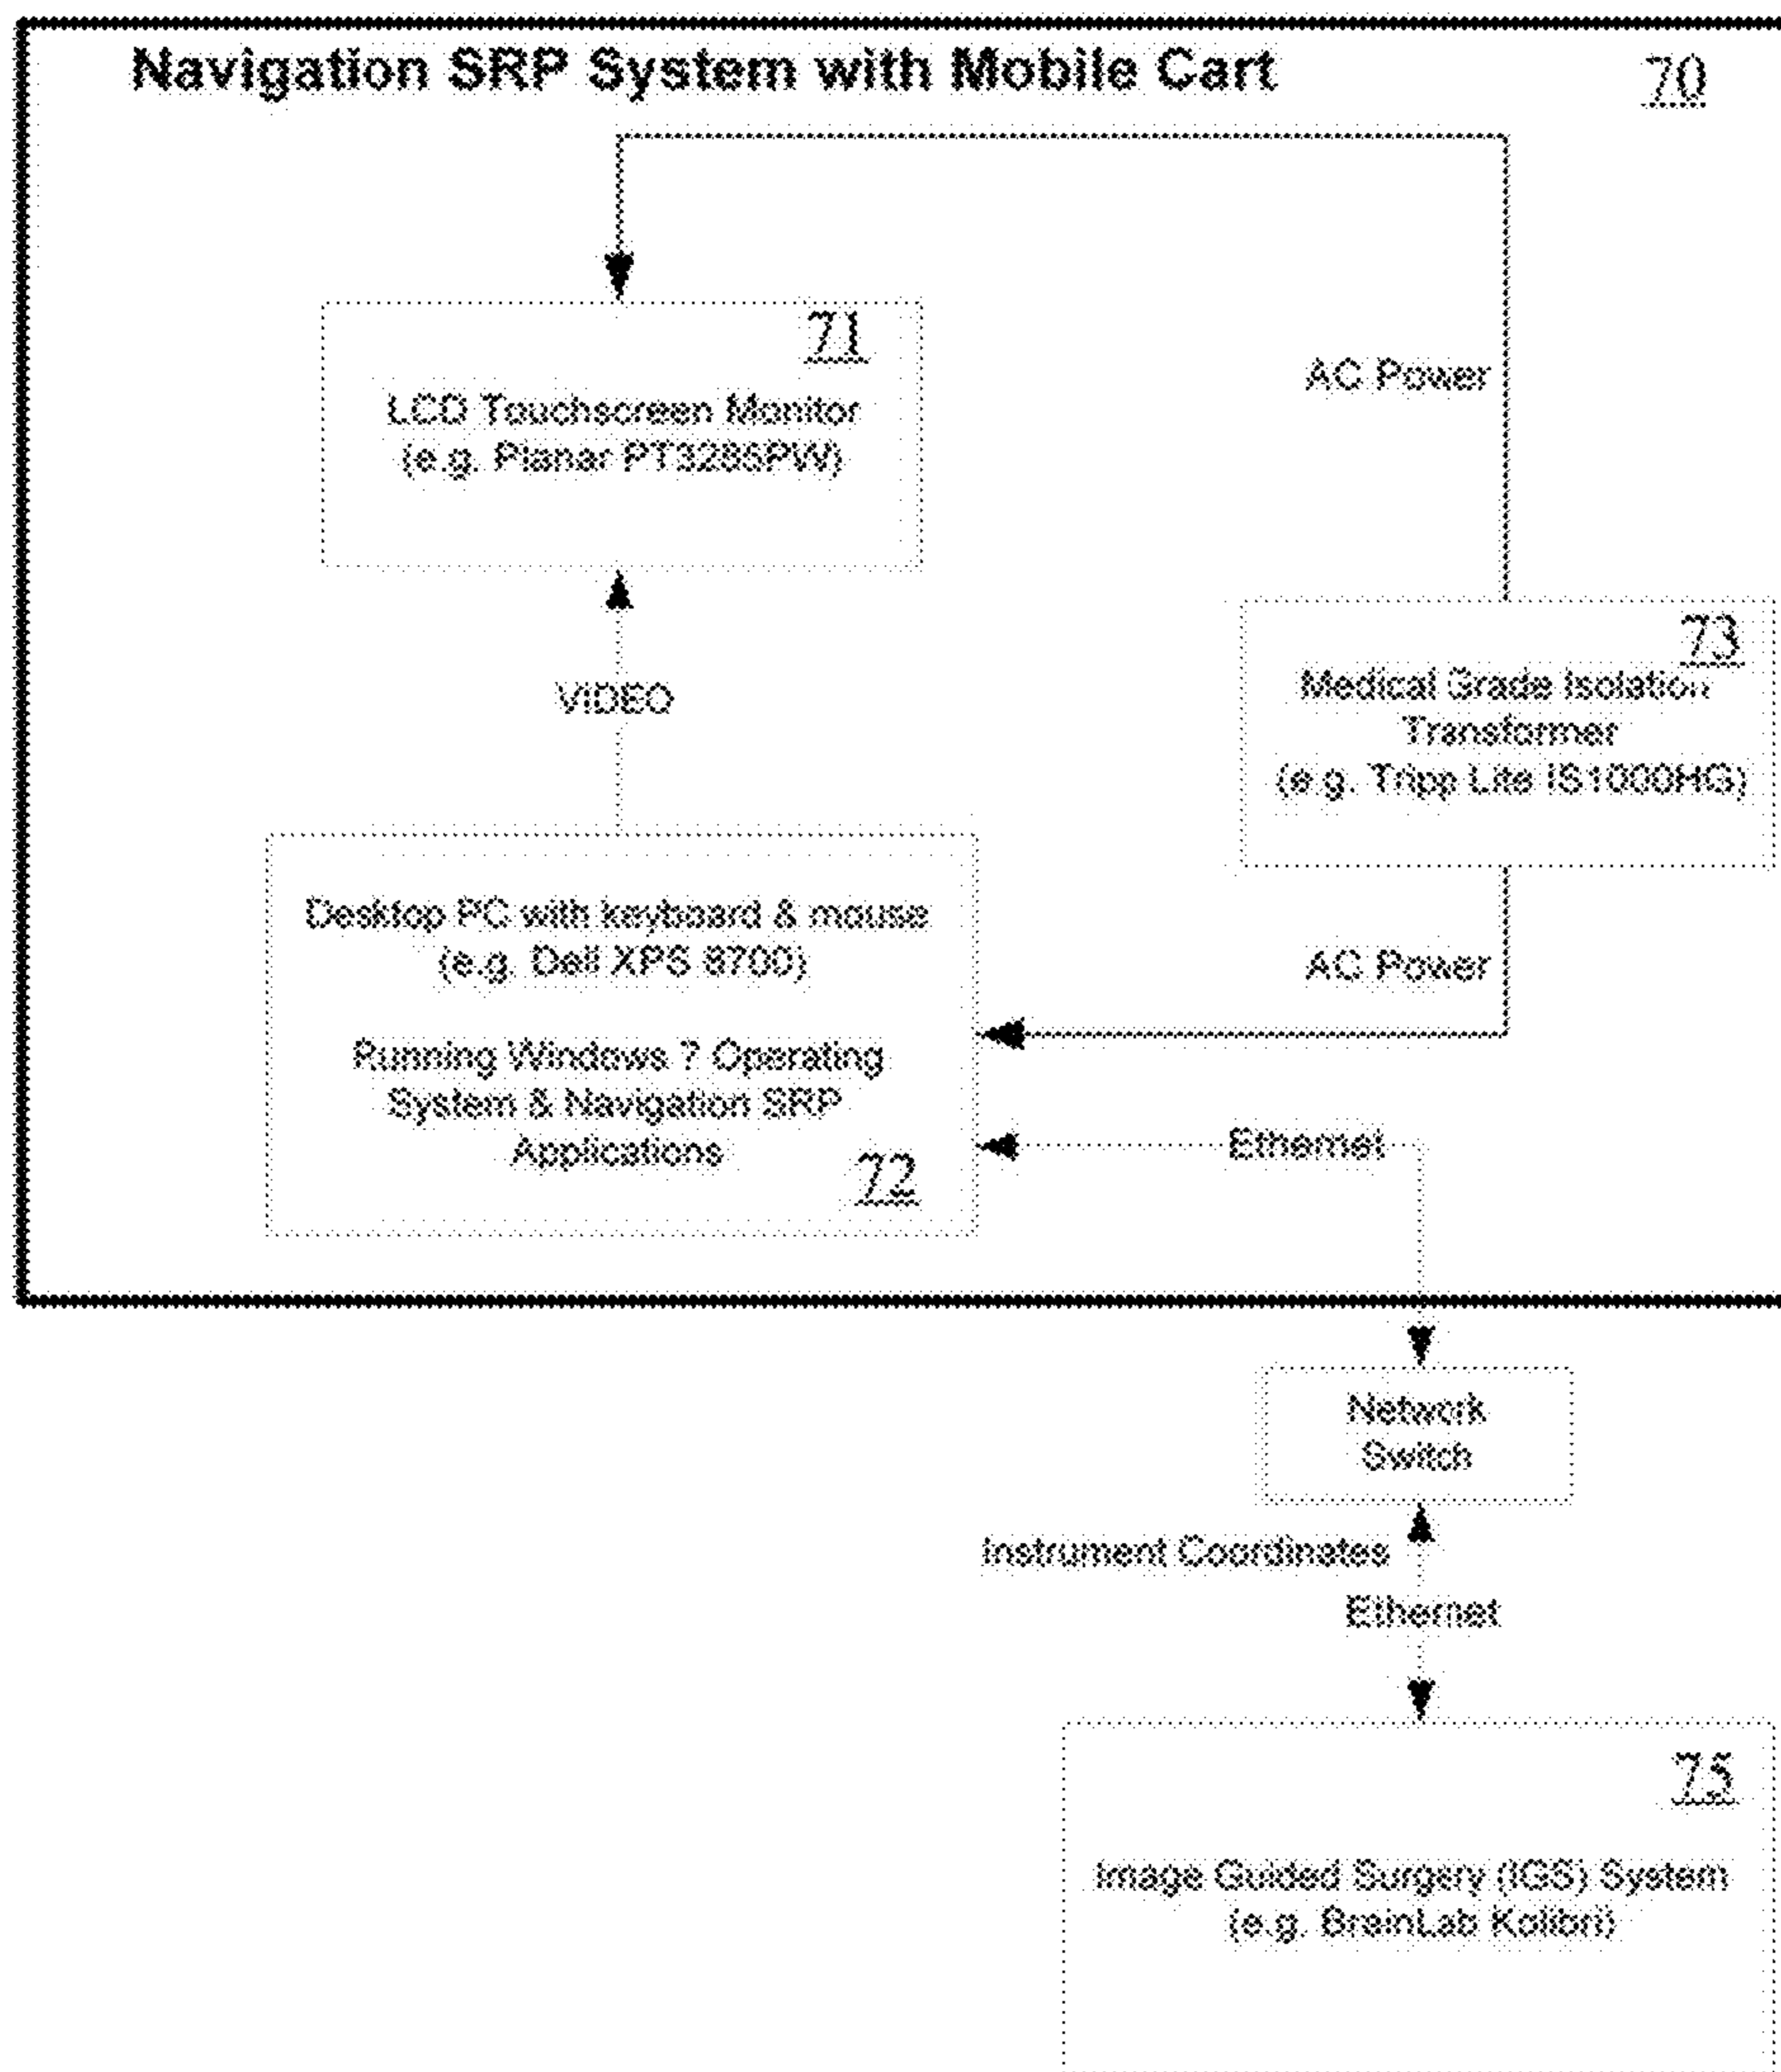 Navigation SRP System with Mobile Cart
70
71
LCD Touchscreen Monitor
(e.g. Planar PT3285PW)
AC Power
73
Medical Grade Isolation
Transformer
(e.g. Tripp Lite IS1000HG)
VIDEO
Desktop PC with keyboard & mouse
(e.g. Dell XPS 8700)
AC Power
Running Windows 7 Operating
System & Navigation SRP
Applications
72
Ethernet
Network
Switch
Instrument Coordinates
Ethernet
75
Image Guided Surgery (IGS) System
(e.g. BrainLab Kolibri)